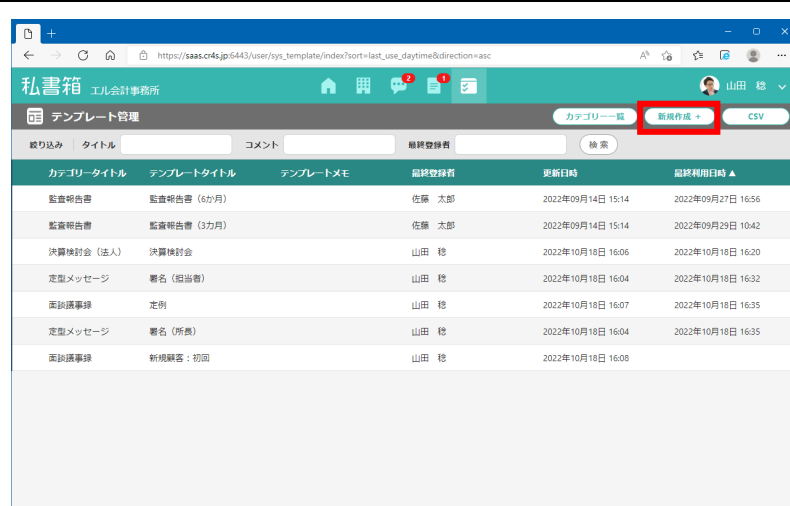 https://saas.cr4s.jp:6443/user/sys_template/index?sort=last_use_daytime&direction=asc
私書箱 エル会計事務所 2 1 山田 稔
テンプレート管理 カテゴリー一覧 新規作成 + CSV
絞り込み タイトル コメント 最終登録者 検索
カテゴリータイトル テンプレートタイトル テンプレートメモ 最終登録者 更新日時 最終利用日時▲
監査報告書 監査報告書（6か月） 佐藤 太郎 2022年09月14日 15:14 2022年09月27日 16:56
監査報告書 監査報告書（3カ月） 佐藤 太郎 2022年09月14日 15:14 2022年09月29日 10:42
決算検討会（法人） 決算検討会 山田 稔 2022年10月18日 16:06 2022年10月18日 16:20
定型メッセージ 署名（担当者） 山田 稔 2022年10月18日 16:04 2022年10月18日 16:32
面談議事録 定例 山田 稔 2022年10月18日 16:07 2022年10月18日 16:35
定型メッセージ 署名（所長） 山田 稔 2022年10月18日 16:04 2022年10月18日 16:35
面談議事録 新規顧客：初回 山田 稔 2022年10月18日 16:08